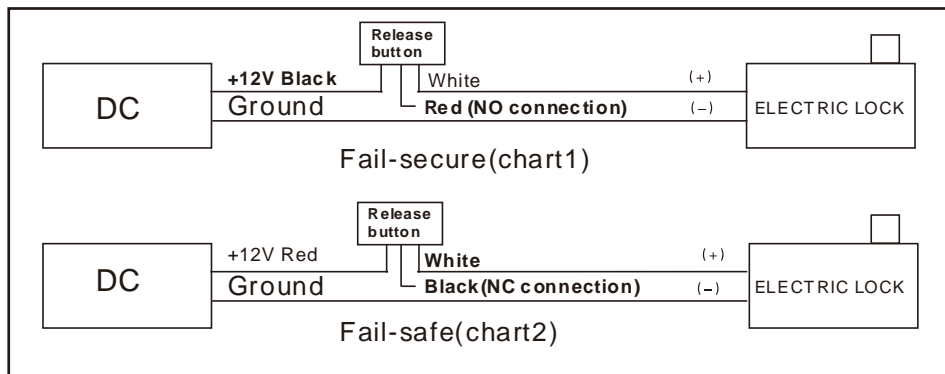 Release
button
+12V Black
White
(+)
DC
Ground
Red (NO connection)
(-)
ELECTRIC LOCK
Fail-secure(chart1)
Release
button
+12V Red
White
(+)
DC
Ground
Black(NC connection)
(-)
ELECTRIC LOCK
Fail-safe(chart2)